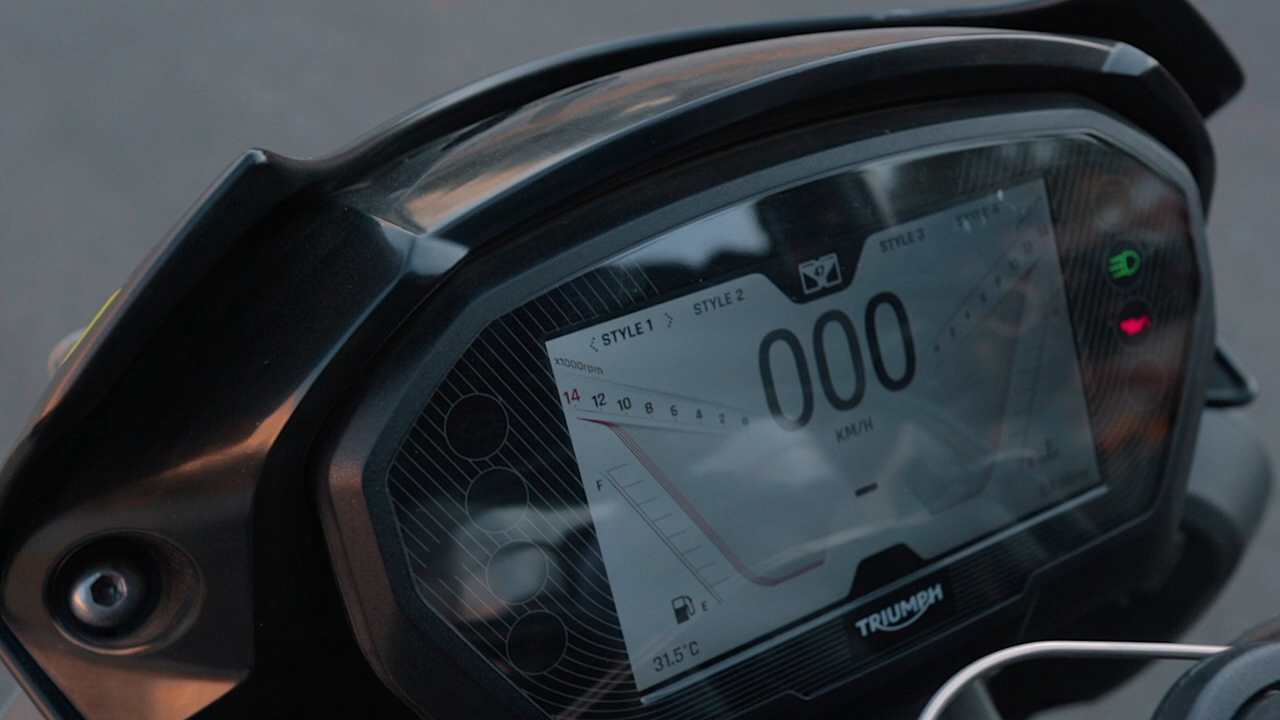 47
STYLE 1 STYLE 2 STYLE 3
x1000rpm
14 12 10 8 6 4 2 0
000
KM/H
F
E
31.5°C
TRIUMPH